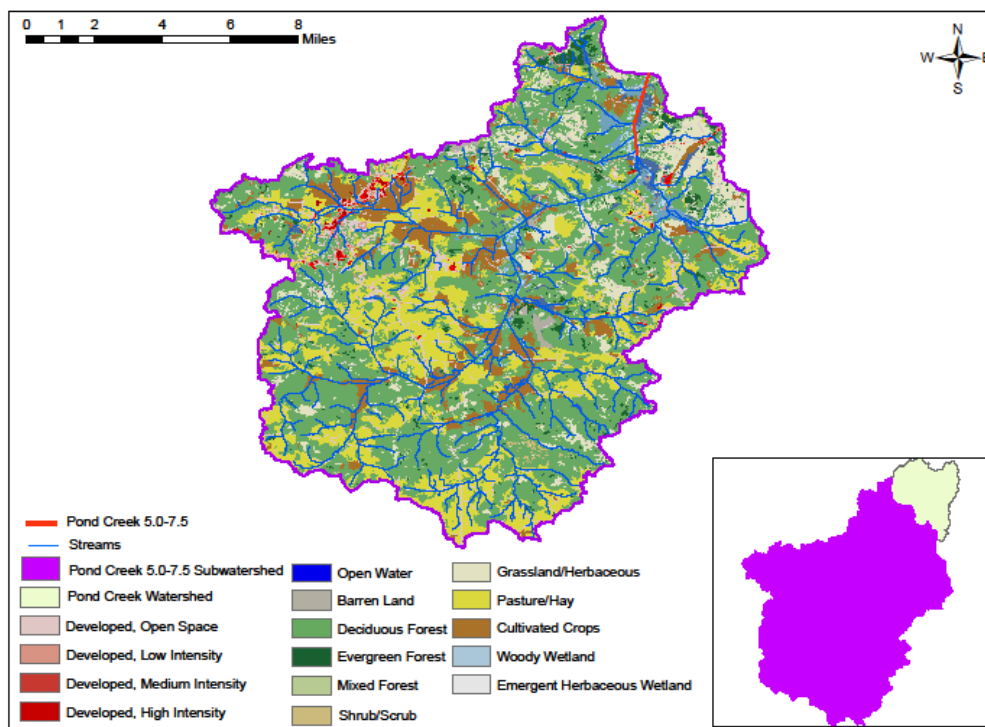 0 1 2 4 6 8
Miles
N
W E
S
Pond Creek 5.0-7.5
Streams
Pond Creek 5.0-7.5 Subwatershed
Pond Creek Watershed
Developed, Open Space
Developed, Low Intensity
Developed, Medium Intensity
Developed, High Intensity
Open Water
Barren Land
Deciduous Forest
Evergreen Forest
Mixed Forest
Shrub/Scrub
Grassland/Herbaceous
Pasture/Hay
Cultivated Crops
Woody Wetland
Emergent Herbaceous Wetland